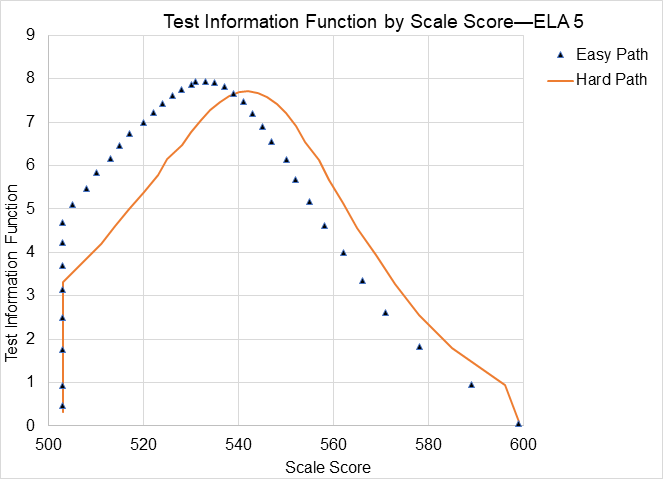 Test Information Function by Scale Score—ELA 5
Easy Path
Hard Path
9
8
7
6
5
4
3
2
1
0
Test Information Function
500 520 540 560 580 600
Scale Score